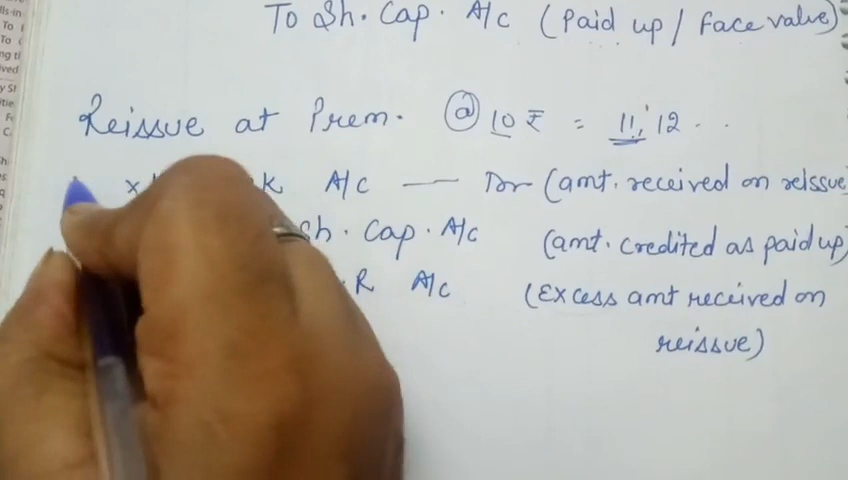 To Sh. Cap. A/c (Paid up / Face value)
Reissue at Prem. @ 10 ₹ = 11, 12 . .
A/c — Dr (amt. received on reissue
Sh. Cap. A/c (amt. credited as paid up)
R A/c (Excess amt received on
reissue)